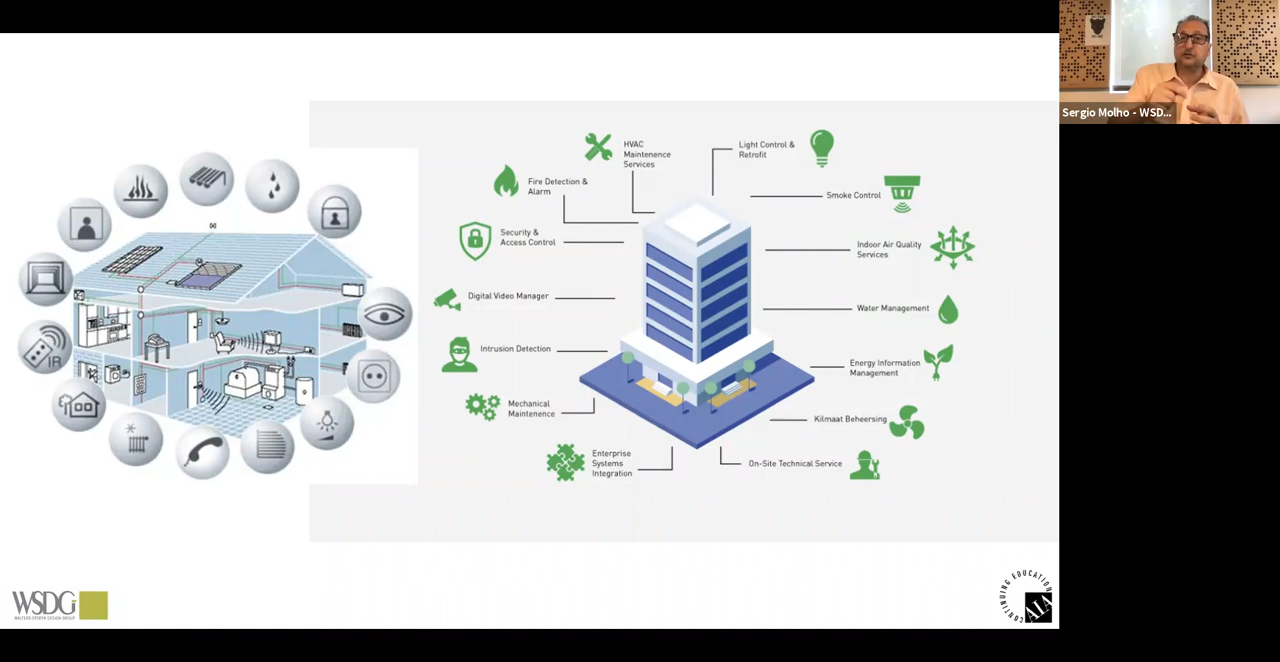 Sergio Molho - WSD...
HVAC
Maintenence
Services
Light Control &
Retrofit
Fire Detection &
Alarm
Smoke Control
Security &
Access Control
Indoor Air Quality
Services
Digital Video Manager
Water Management
Intrusion Detection
Energy Information
Management
Mechanical
Maintenence
Kilmaat Beheersing
Enterprise
Systems
Integration
On-Site Technical Service
IR
WSDG
WALTERS-STORYK DESIGN GROUP
CONTINUING EDUCATION
AIA